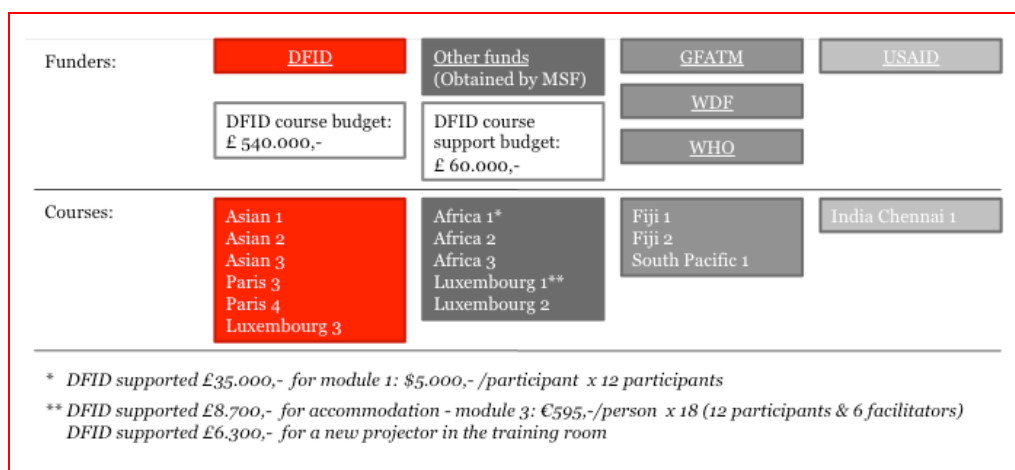 Funders:
DFID
Other funds
(Obtained by MSF)
GFATM
USAID
WDF
WHO
DFID course budget:
£ 540.000,-
DFID course
support budget:
£ 60.000,-
Courses:
Asian 1
Asian 2
Asian 3
Paris 3
Paris 4
Luxembourg 3
Africa 1*
Africa 2
Africa 3
Luxembourg 1**
Luxembourg 2
Fiji 1
Fiji 2
South Pacific 1
India Chennai 1
* DFID supported £35.000,- for module 1: $5.000,- /participant x 12 participants
** DFID supported £8.700,- for accommodation - module 3: €595,-/person x 18 (12 participants & 6 facilitators)
DFID supported £6.300,- for a new projector in the training room